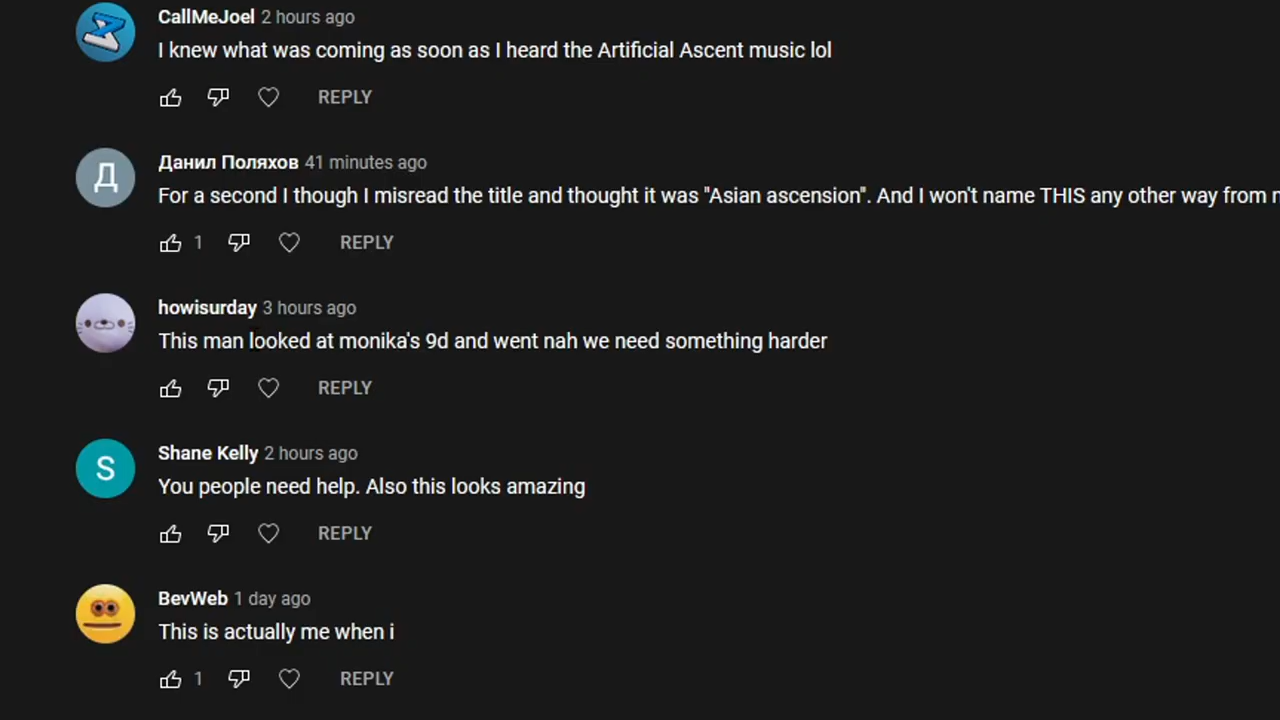 CallMeJoel 2 hours ago
I knew what was coming as soon as I heard the Artificial Ascent music lol
REPLY
Д
Данил Поляхов 41 minutes ago
For a second I though I misread the title and thought it was "Asian ascension". And I won't name THIS any other way from
1 REPLY
howisurday 3 hours ago
This man looked at monika's 9d and went nah we need something harder
REPLY
S
Shane Kelly 2 hours ago
You people need help. Also this looks amazing
REPLY
BevWeb 1 day ago
This is actually me when i
1 REPLY